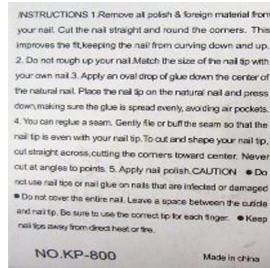 INSTRUCTIONS 1.Remove all polish & foreign material from
your nail. Cut the nail straight and round the corners. This
improves the fit,keeping the nail from curving down and up.
2. Do not rough up your nail.Match the size of the nail tip with
your own nail.3. Apply an oval drop of glue down the center of
the natural nail. Place the nail tip on the natural nail and press
down,making sure the glue is spread evenly, avoiding air pockets.
4. You can reglue a seam. Gently file or buff the seam so that the
nail tip is even with your nail tip.To cut and shape your nail tip,
cut straight across,cutting the corners toward center. Never
cut at angles to points. 5. Apply nail polish.CAUTION ● Do
not use nail tips or nail glue on nails that are infected or damaged
● Do not cover the entire nail. Leave a space between the cuticle
and nail tip. Be sure to use the correct tip for each finger. ● Keep
nail tips away from direct heat or fire.
NO.KP-800 Made in china